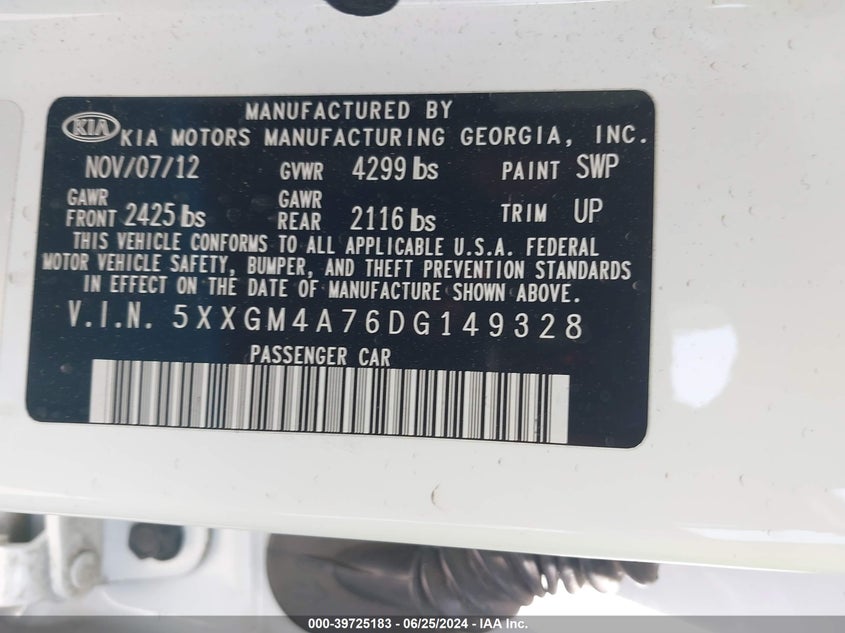 MANUFACTURED BY
KIA KIA MOTORS MANUFACTURING GEORGIA, INC.
NOV/07/12 GVWR 4299 lbs PAINT SWP
GAWR FRONT 2425 lbs GAWR REAR 2116 lbs TRIM UP
THIS VEHICLE CONFORMS TO ALL APPLICABLE U.S.A. FEDERAL
MOTOR VEHICLE SAFETY, BUMPER, AND THEFT PREVENTION STANDARDS
IN EFFECT ON THE DATE OF MANUFACTURE SHOWN ABOVE.
V.I.N. 5XXGM4A76DG149328
PASSENGER CAR
000-39725183 - 06/25/2024 - IAA Inc.